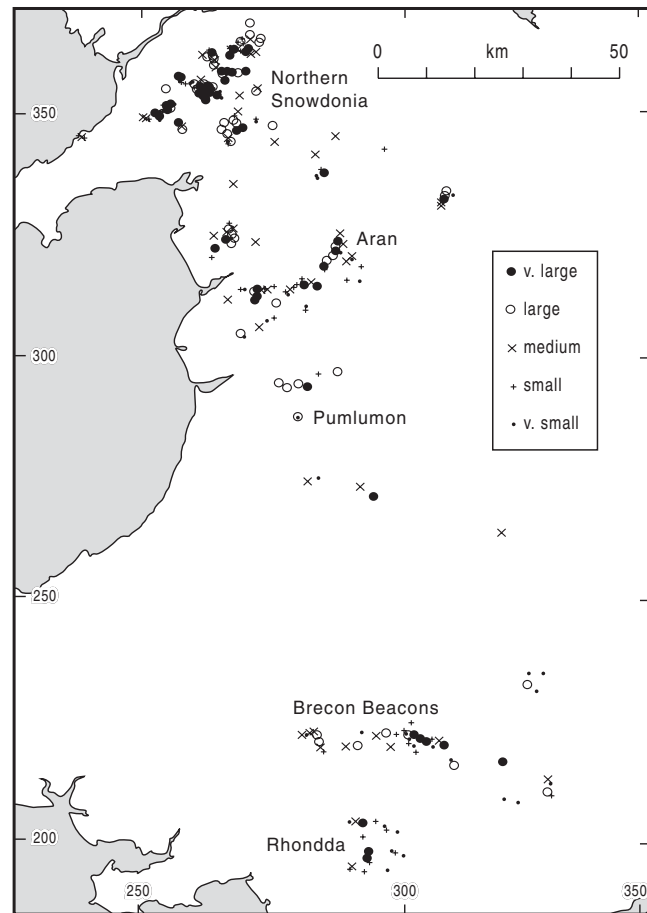 0 km 50
Northern
Snowdonia
350
Aran
v. large
large
medium
small
v. small
300
Pumlumon
250
Brecon Beacons
200
Rhondda
250 300 350